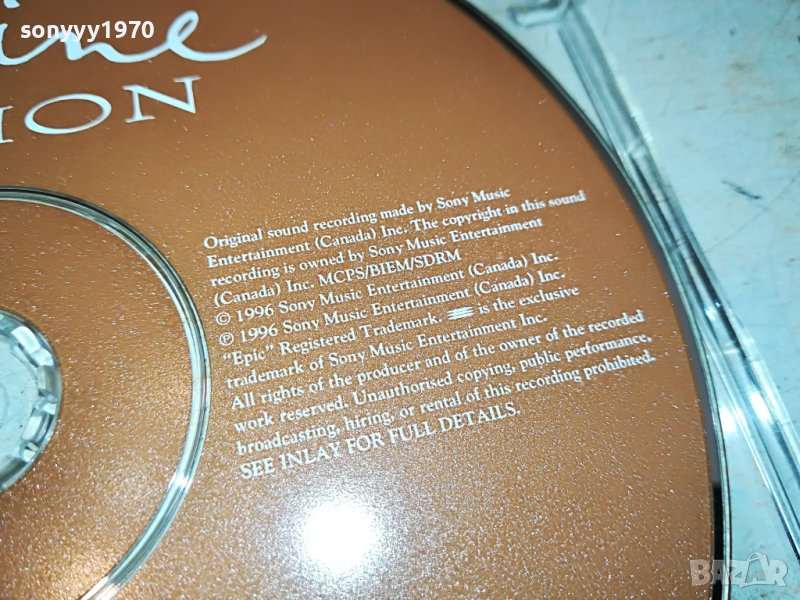 sonyyy1970
ine
ION
Original sound recording made by Sony Music
Entertainment (Canada) Inc. The copyright in this sound
recording is owned by Sony Music Entertainment
(Canada) Inc. MCPS/BIEM/SDRM
© 1996 Sony Music Entertainment (Canada) Inc.
℗ 1996 Sony Music Entertainment (Canada) Inc.
"Epic" Registered Trademark. is the exclusive
trademark of Sony Music Entertainment Inc.
All rights of the producer and of the owner of the recorded
work reserved. Unauthorised copying, public performance,
broadcasting, hiring, or rental of this recording prohibited.
SEE INLAY FOR FULL DETAILS.
BAZAR